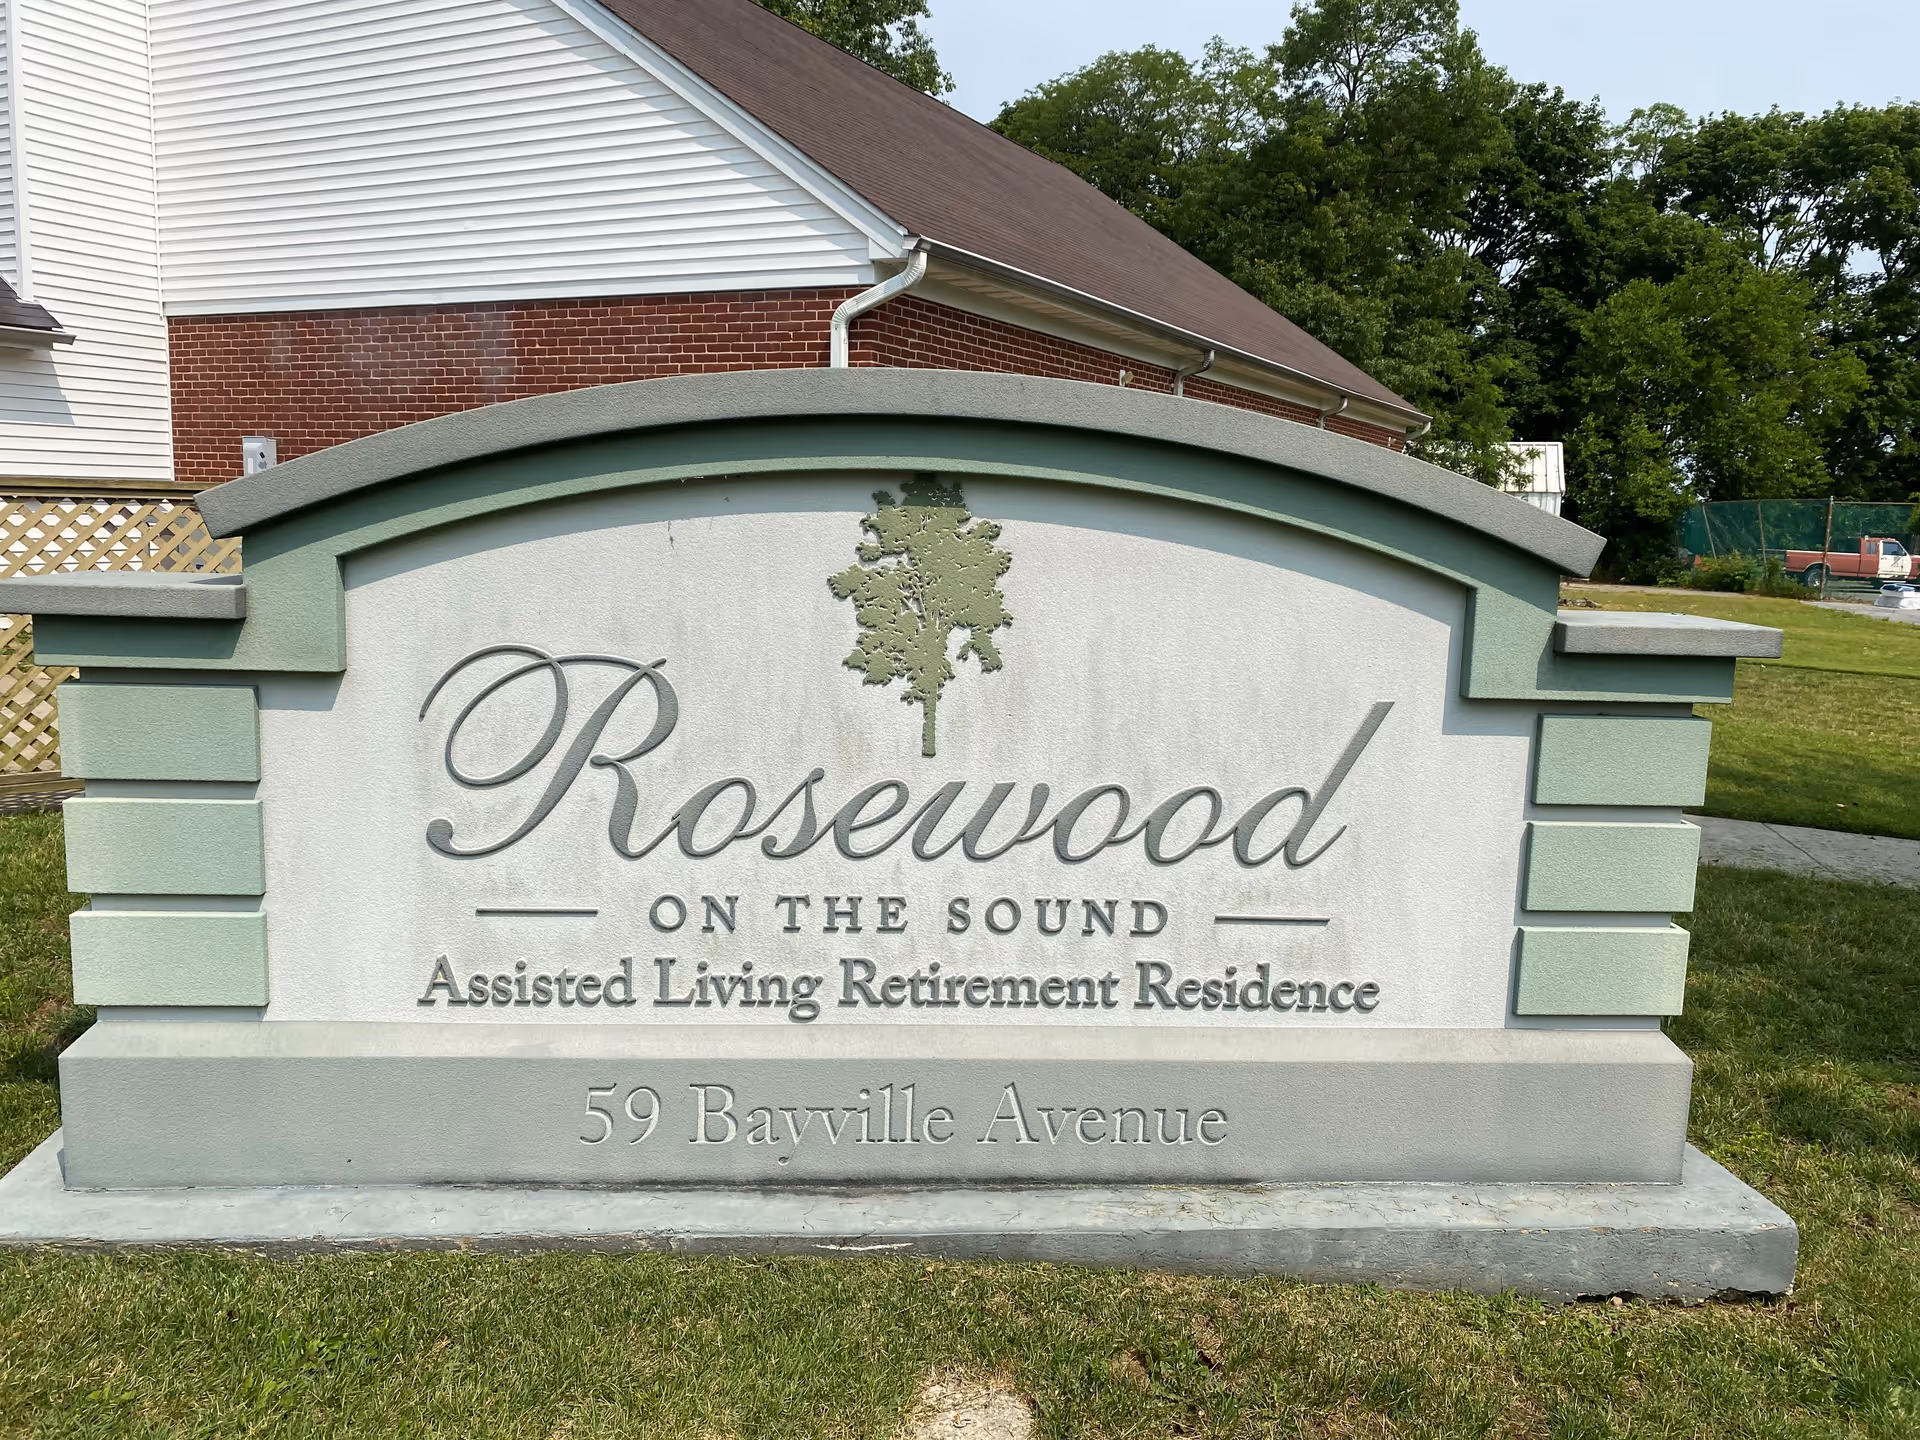 Rosewood
ON THE SOUND
Assisted Living Retirement Residence
59 Bayville Avenue